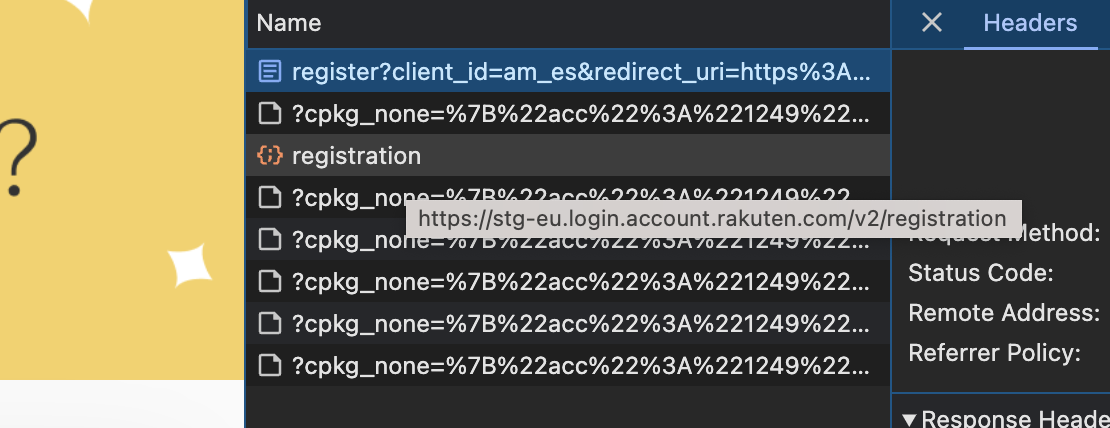 ?
Name
Headers
register?client_id=am_es&redirect_uri=https%3A...
?cpkg_none=%7B%22acc%22%3A%221249%22...
registration
?cpkg_none=%7B%22acc%22%3A%221249%22...
https://stg-eu.login.account.rakuten.com/v2/registration
Request Method:
?cpkg_none=%7B%22acc%22%3A%221249%22...
Status Code:
?cpkg_none=%7B%22acc%22%3A%221249%22...
Remote Address:
?cpkg_none=%7B%22acc%22%3A%221249%22...
Referrer Policy:
?cpkg_none=%7B%22acc%22%3A%221249%22...
Response Heade